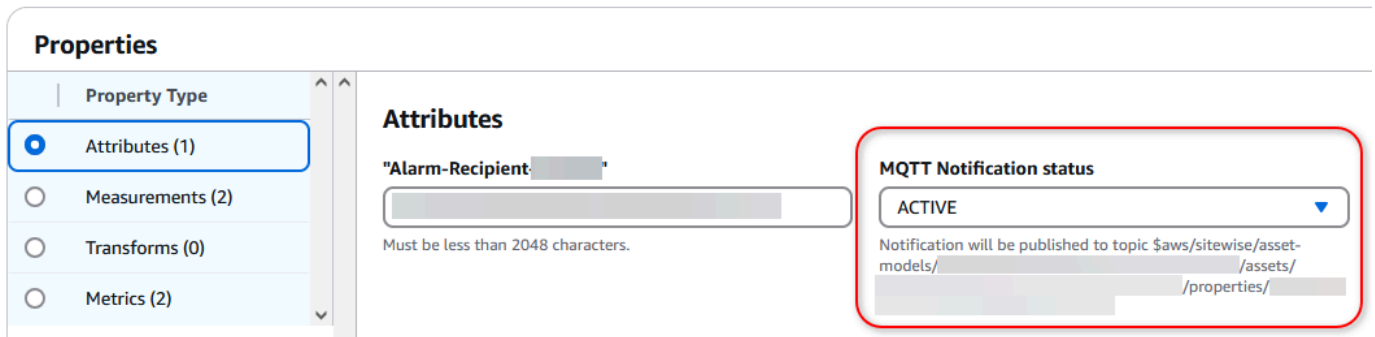 Properties
Property Type
Attributes (1)
Measurements (2)
Transforms (0)
Metrics (2)
Attributes
"Alarm-Recipient- "
Must be less than 2048 characters.
MQTT Notification status
ACTIVE
Notification will be published to topic $aws/sitewise/asset-
models/ /assets/
/properties/